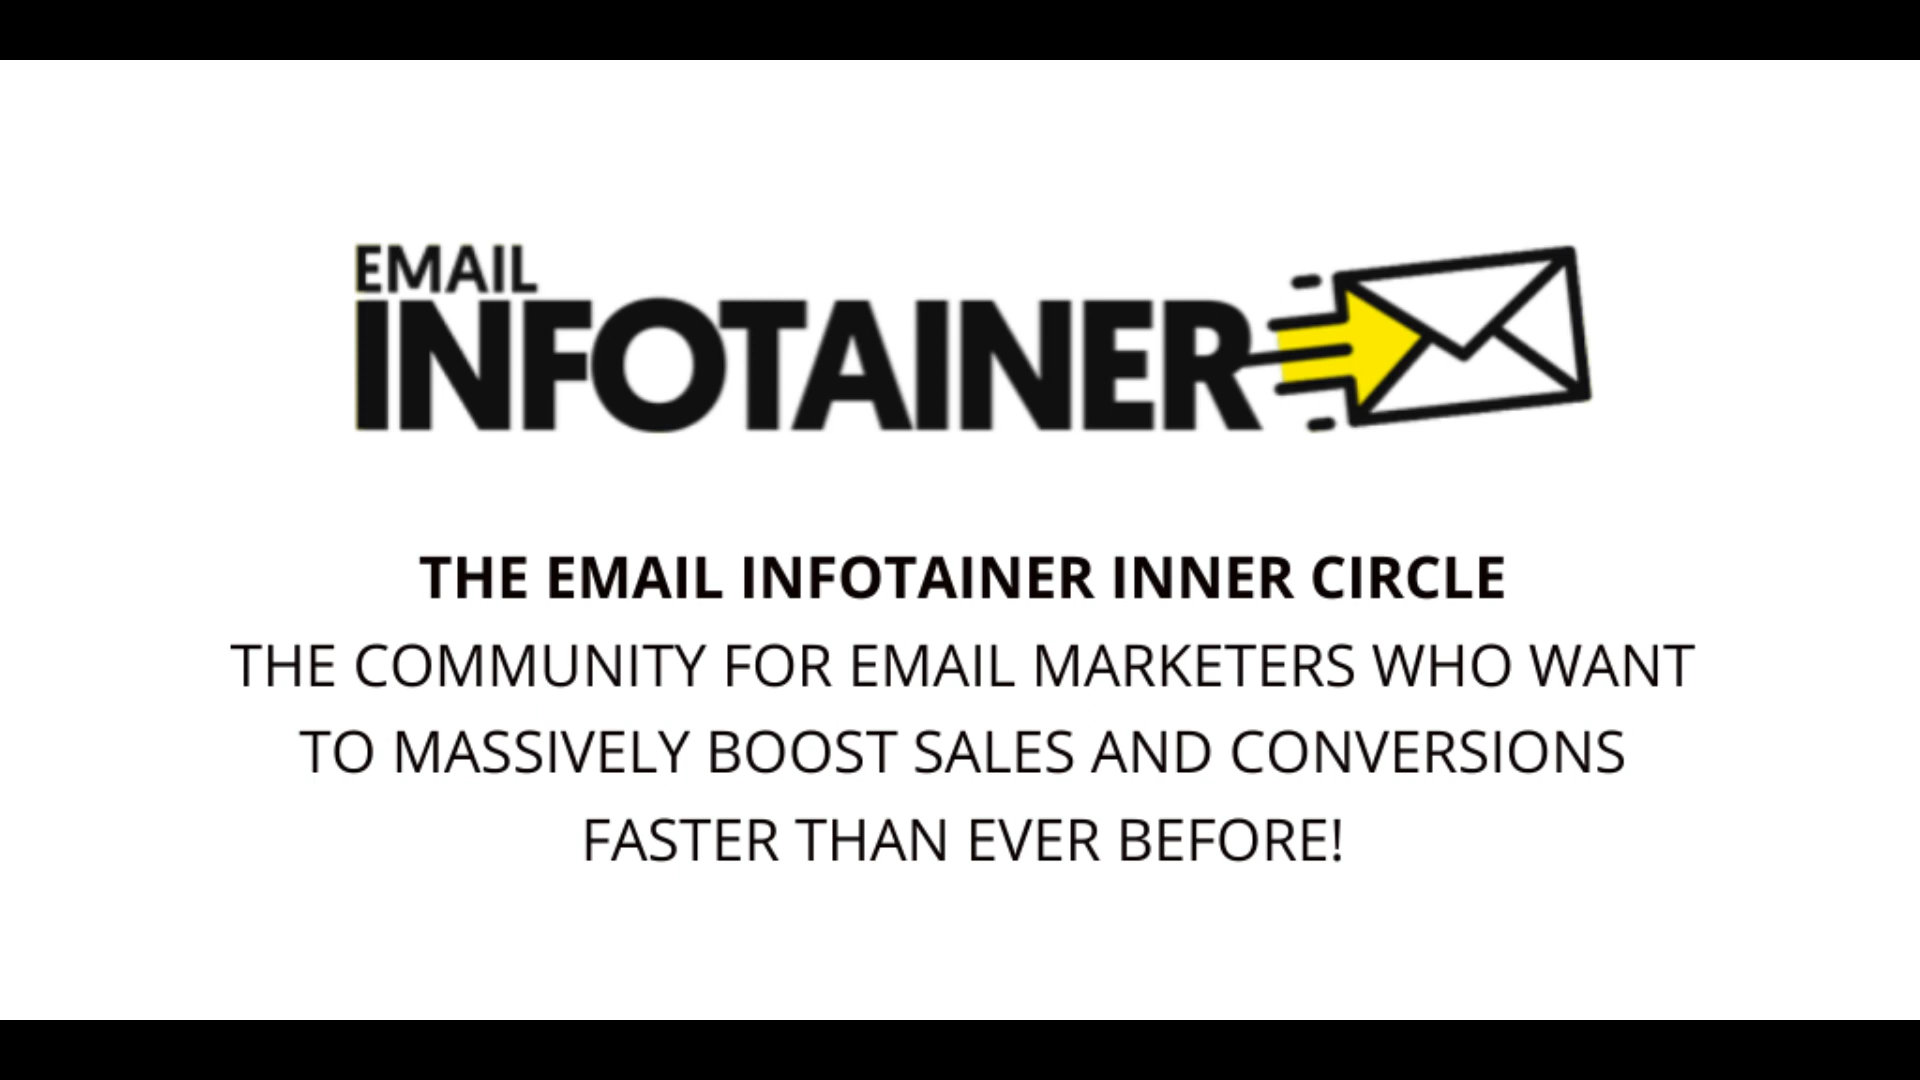 EMAIL
INFOTAINER
THE EMAIL INFOTAINER INNER CIRCLE
THE COMMUNITY FOR EMAIL MARKETERS WHO WANT
TO MASSIVELY BOOST SALES AND CONVERSIONS
FASTER THAN EVER BEFORE!